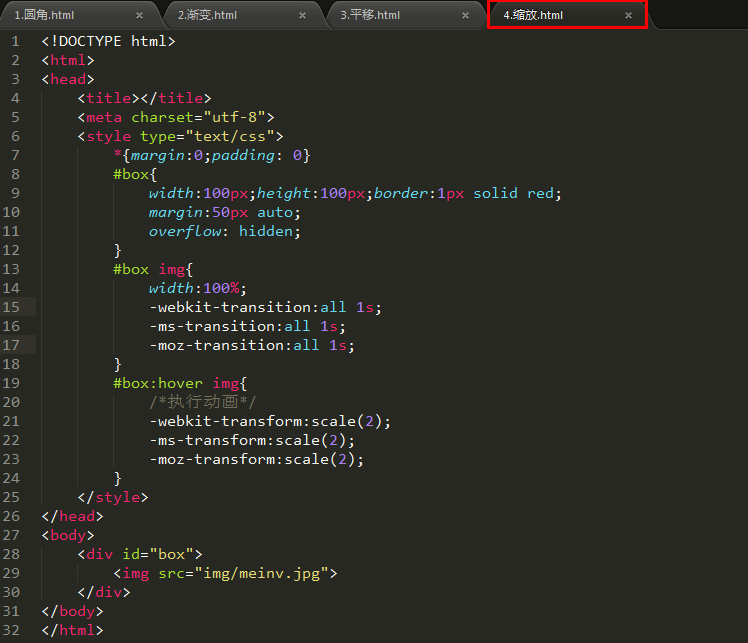 1.圆角.html × 2.渐变.html × 3.平移.html × 4.缩放.html ×
1 <!DOCTYPE html>
2 <html>
3 <head>
4     <title></title>
5     <meta charset="utf-8">
6     <style type="text/css">
7         *{margin:0;padding: 0}
8         #box{
9             width:100px;height:100px;border:1px solid red;
10             margin:50px auto;
11             overflow: hidden;
12         }
13         #box img{
14             width:100%;
15             -webkit-transition:all 1s;
16             -ms-transition:all 1s;
17             -moz-transition:all 1s;
18         }
19         #box:hover img{
20             /*执行动画*/
21             -webkit-transform:scale(2);
22             -ms-transform:scale(2);
23             -moz-transform:scale(2);
24         }
25     </style>
26 </head>
27 <body>
28     <div id="box">
29         <img src="img/meinv.jpg">
30     </div>
31 </body>
32 </html>